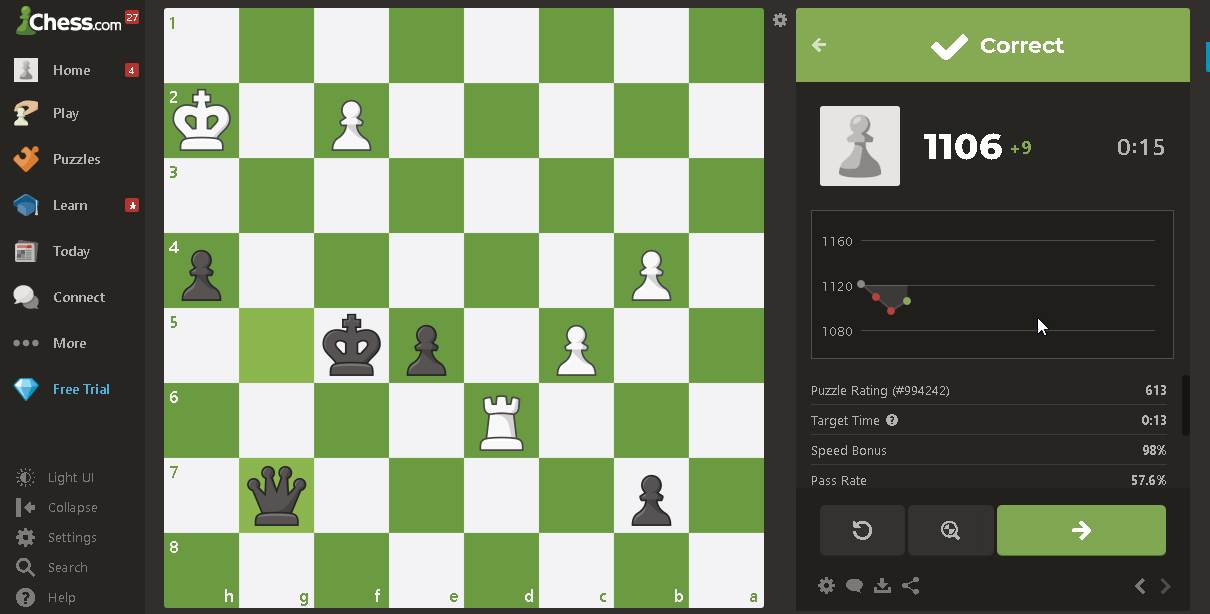 Chess.com 27
Home 4
Play
Puzzles
Learn
Today
Connect
More
Free Trial
Light UI
Collapse
Settings
Search
Help
1
2
3
4
5
6
7
8
h g f e d c b a
Correct
1106 +9 0:15
1160
1120
1080
Puzzle Rating (#994242) 613
Target Time ? 0:13
Speed Bonus 98%
Pass Rate 57.6%